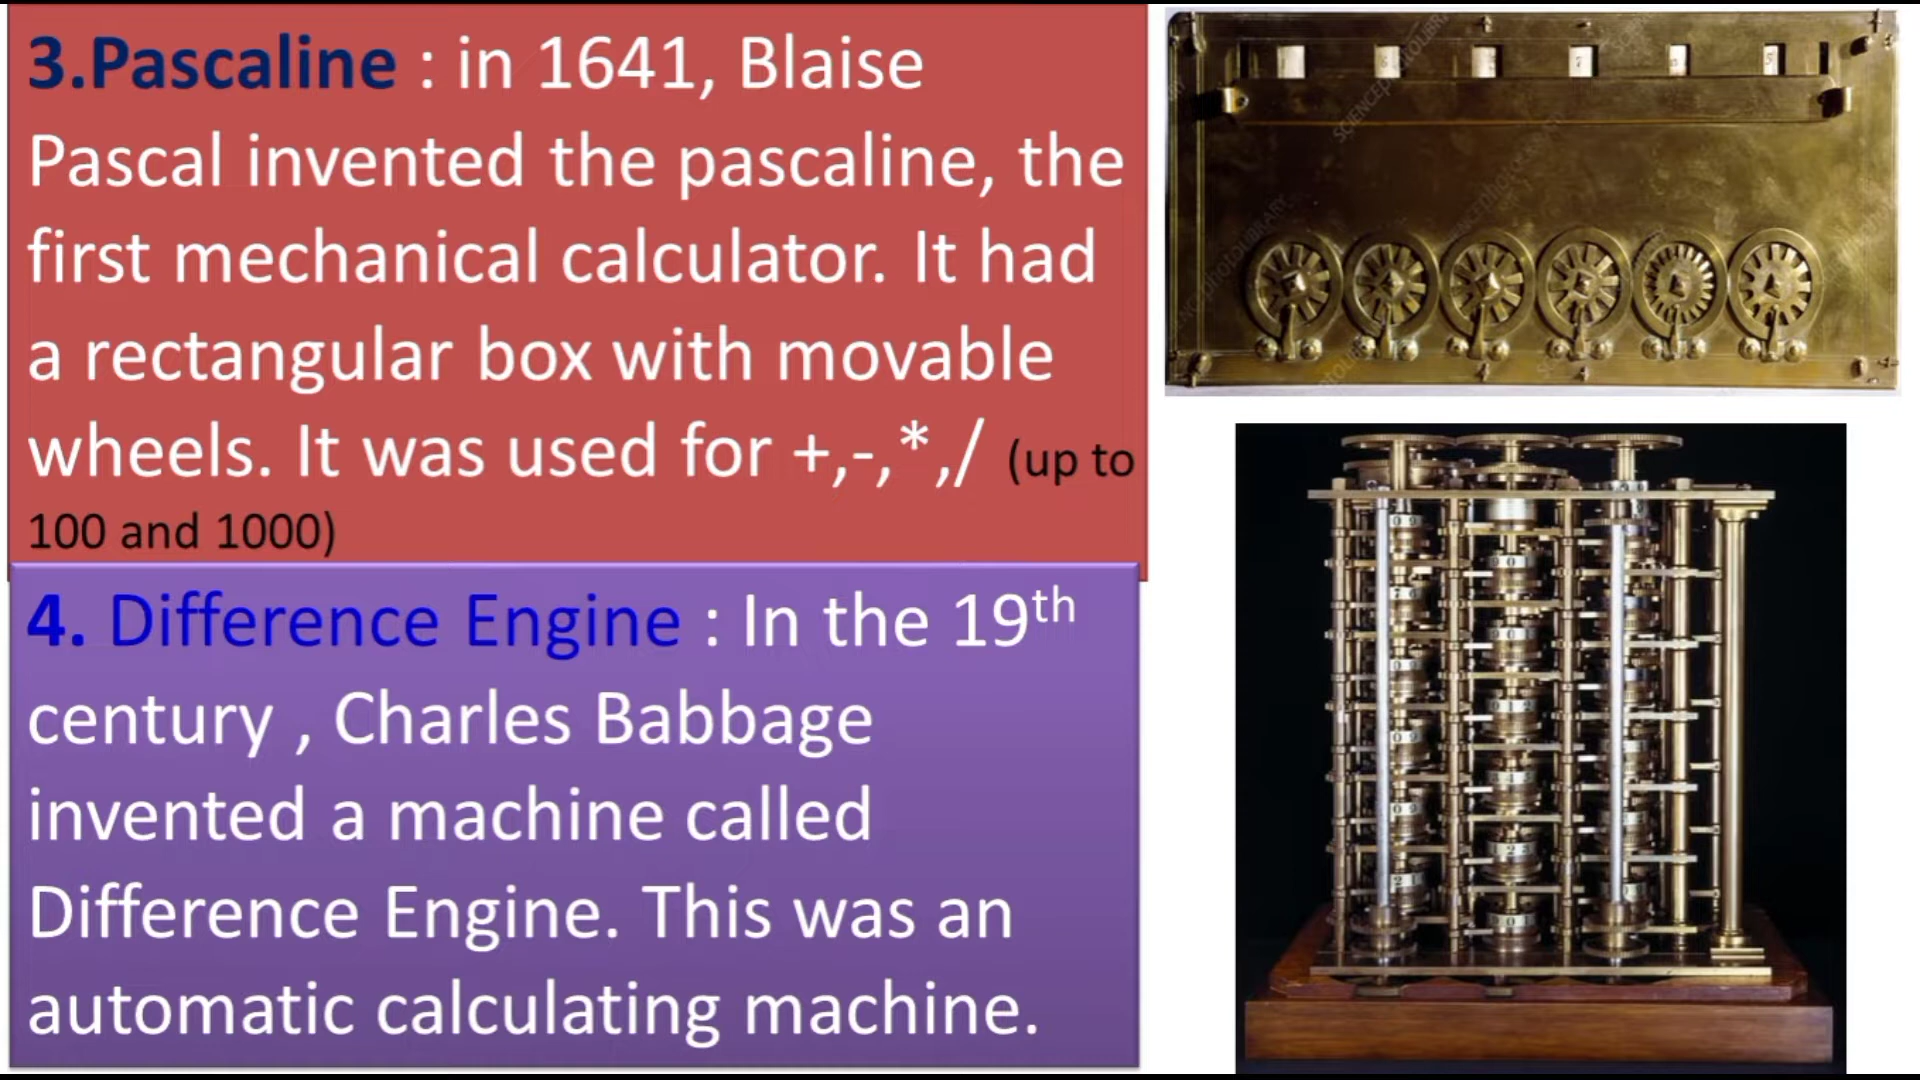 3.Pascaline : in 1641, Blaise
Pascal invented the pascaline, the
first mechanical calculator. It had
a rectangular box with movable
wheels. It was used for +,-,*,/ (up to
100 and 1000)
4. Difference Engine : In the 19th
century , Charles Babbage
invented a machine called
Difference Engine. This was an
automatic calculating machine.